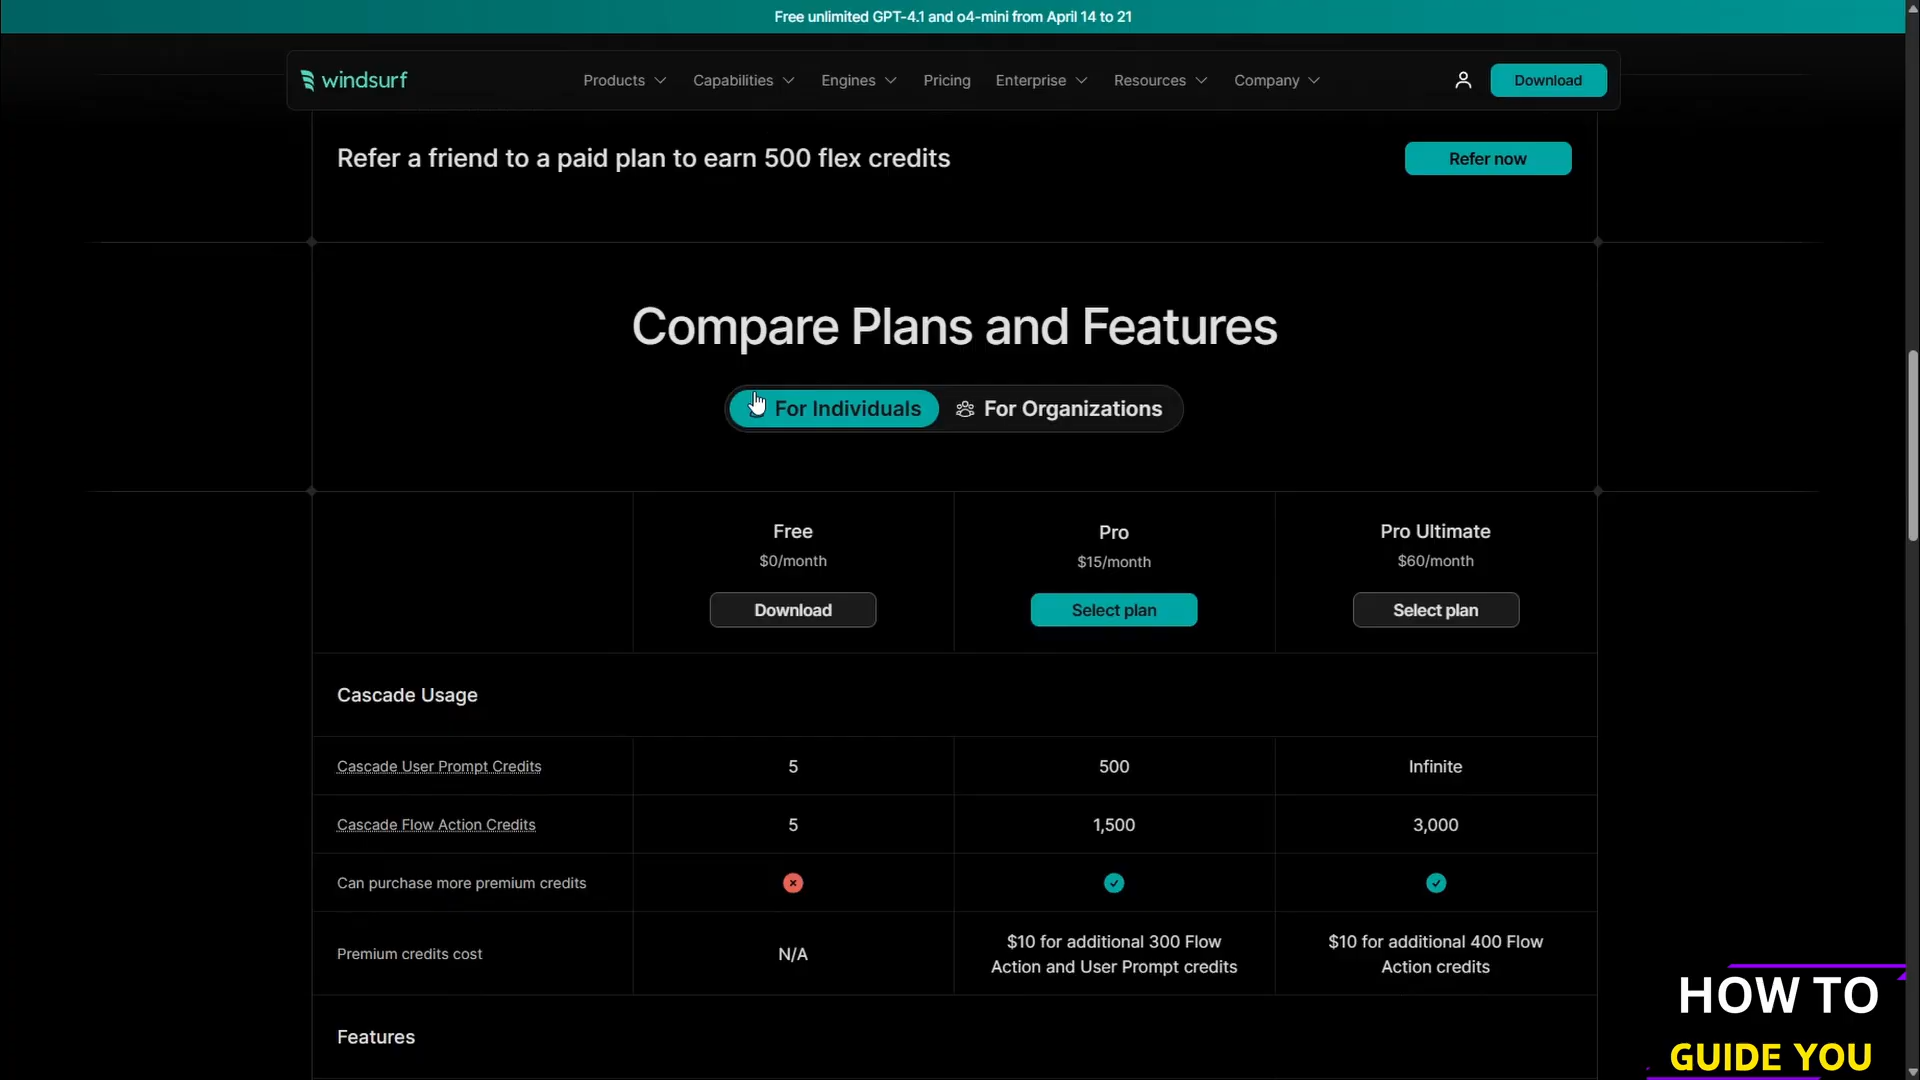 Free unlimited GPT-4.1 and o4-mini from April 14 to 21
windsurf Products Capabilities Engines Pricing Enterprise Resources Company Download
Refer a friend to a paid plan to earn 500 flex credits Refer now
Compare Plans and Features
For Individuals For Organizations
Free Pro Pro Ultimate
$0/month $15/month $60/month
Download Select plan Select plan
Cascade Usage
Cascade User Prompt Credits 5 500 Infinite
Cascade Flow Action Credits 5 1,500 3,000
Can purchase more premium credits
Premium credits cost N/A $10 for additional 300 Flow Action and User Prompt credits $10 for additional 400 Flow Action credits
Features
HOW TO
GUIDE YOU